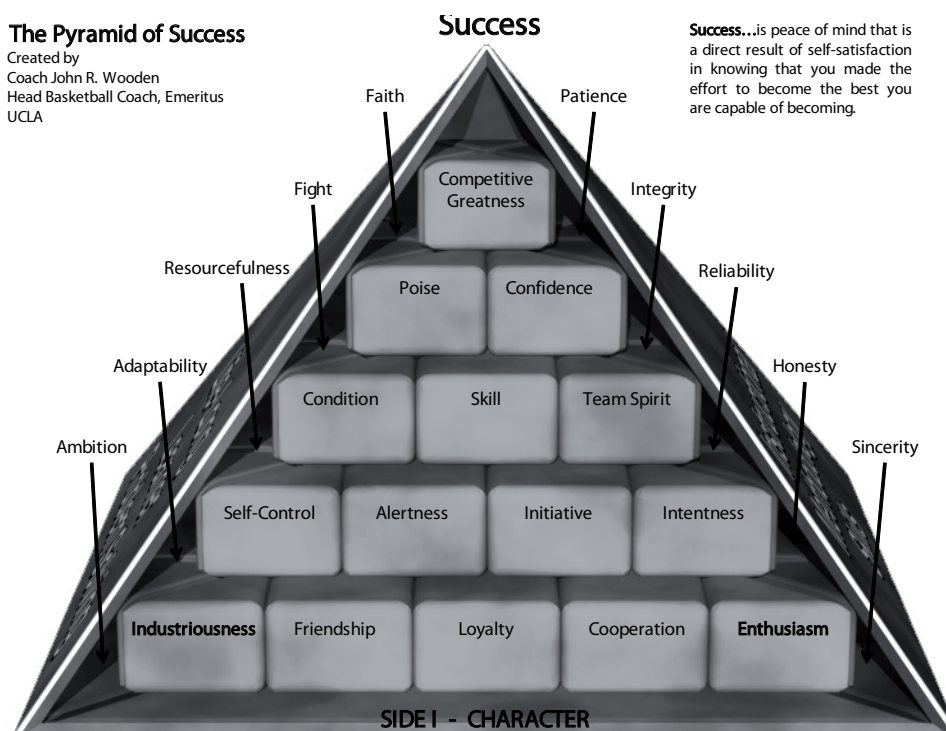 The Pyramid of Success
Created by
Coach John R. Wooden
Head Basketball Coach, Emeritus
UCLA
Success
Success...is peace of mind that is
a direct result of self-satisfaction
in knowing that you made the
effort to become the best you
are capable of becoming.
Faith
Patience
Competitive
Greatness
Fight
Integrity
Poise
Confidence
Resourcefulness
Reliability
Condition
Skill
Team Spirit
Adaptability
Honesty
Self-Control
Alertness
Initiative
Intentness
Ambition
Sincerity
Industriousness
Friendship
Loyalty
Cooperation
Enthusiasm
SIDE I - CHARACTER